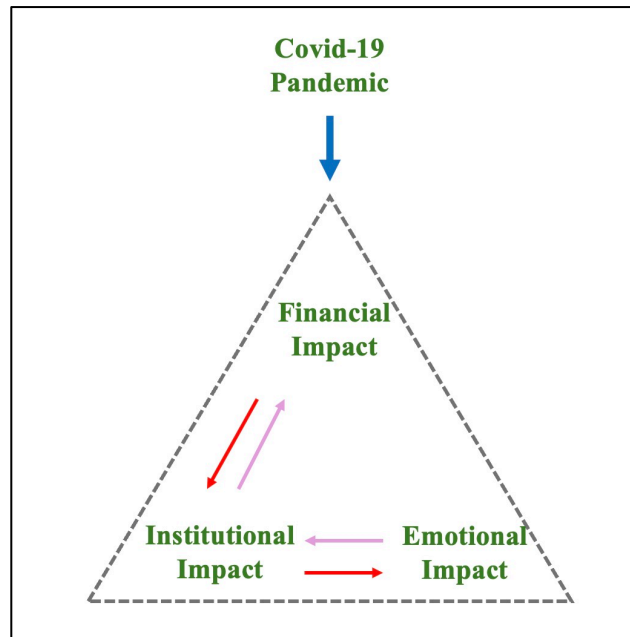 Covid-19
Pandemic
Financial
Impact
Institutional
Impact
Emotional
Impact